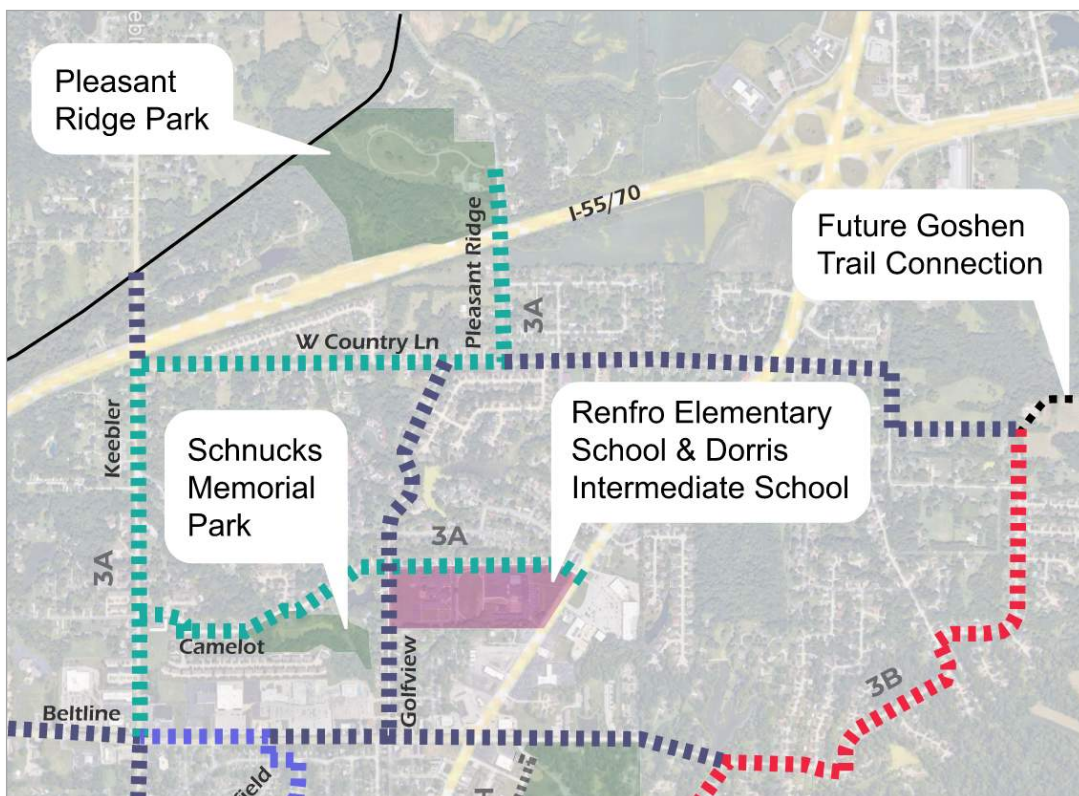 Pleasant
Ridge Park
I-55/70
Future Goshen
Trail Connection
Pleasant Ridge
3A
W Country Ln
Keebler
Schnucks
Memorial
Park
Renfro Elementary
School & Dorris
Intermediate School
3A
3A
Camelot
Golfview
3B
Beltline